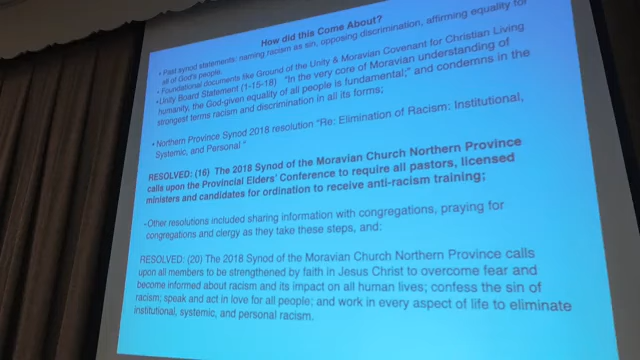 How did this Come About?
• Past synod statements: naming racism as sin, opposing discrimination, affirming equality for
all of God's people.
• Foundational documents like Ground of the Unity & Moravian Covenant for Christian Living
•Unity Board Statement (1-15-18) "In the very core of Moravian understanding of
humanity, the God-given equality of all people is fundamental;" and condemns in the
strongest terms racism and discrimination in all its forms;
• Northern Province Synod 2018 resolution "Re: Elimination of Racism: Institutional,
Systemic, and Personal "
RESOLVED: (16) The 2018 Synod of the Moravian Church Northern Province
calls upon the Provincial Elders' Conference to require all pastors, licensed
ministers and candidates for ordination to receive anti-racism training;
-Other resolutions included sharing information with congregations, praying for
congregations and clergy as they take these steps, and:
RESOLVED: (20) The 2018 Synod of the Moravian Church Northern Province calls
upon all members to be strengthened by faith in Jesus Christ to overcome fear and
become informed about racism and its impact on all human lives; confess the sin of
racism; speak and act in love for all people; and work in every aspect of life to eliminate
institutional, systemic, and personal racism.